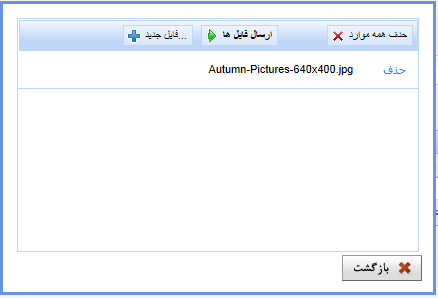 حذف همه موارد
ارسال فایل ها
فایل جدید...
حذف
Autumn-Pictures-640x400.jpg
بازگشت